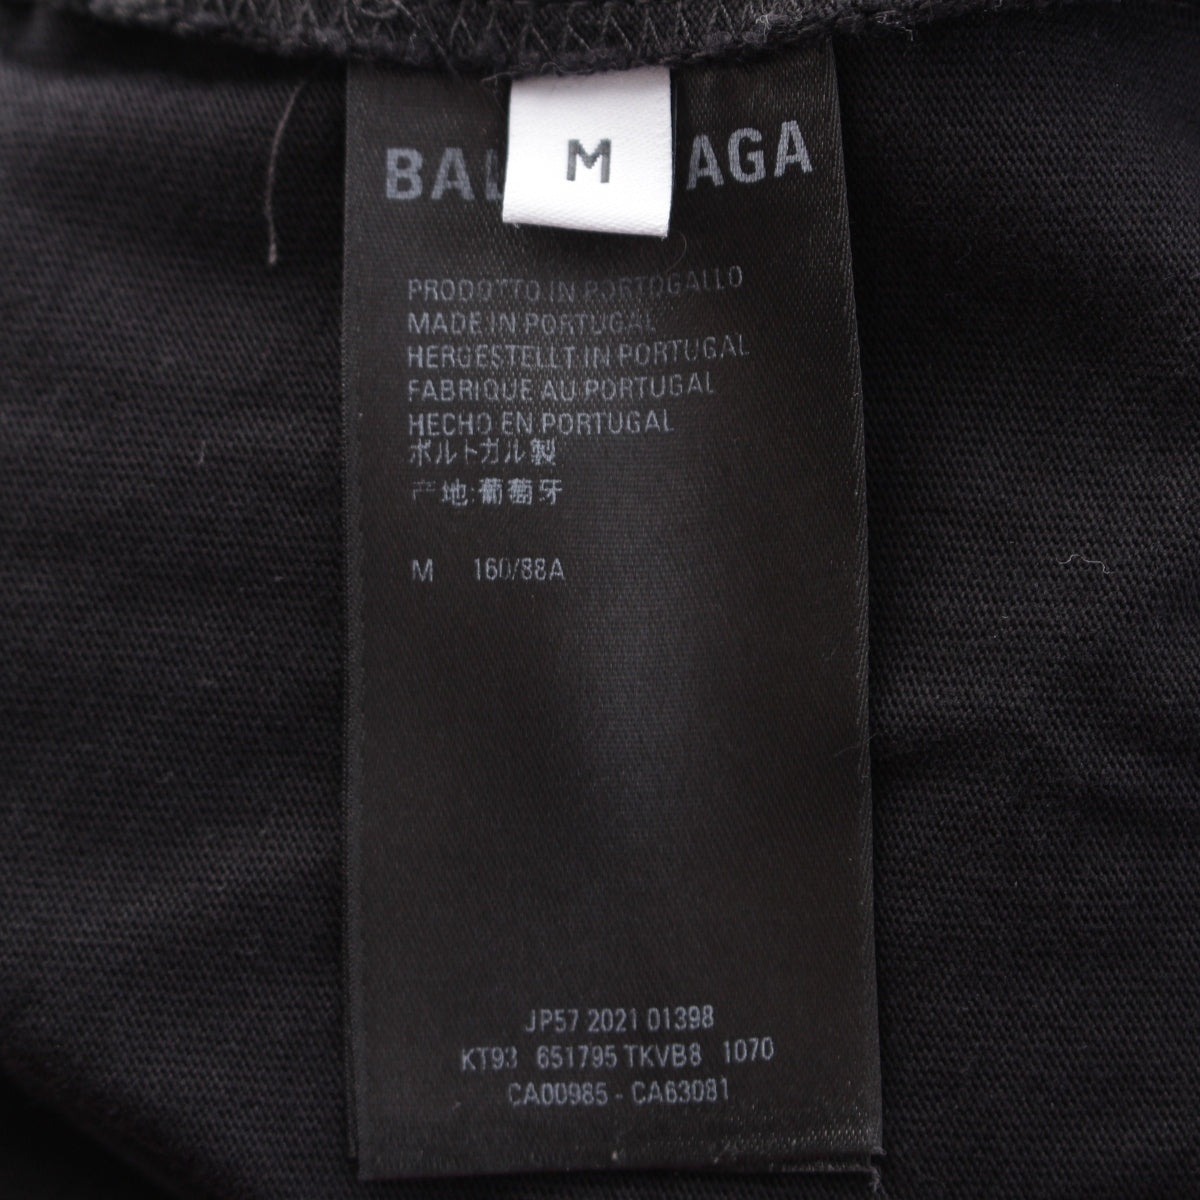 M
BAL AGA
PRODOTTO IN PORTOGALLO
MADE IN PORTUGAL
HERGESTELLT IN PORTUGAL
FABRIQUE AU PORTUGAL
HECHO EN PORTUGAL
ポルトガル製
产地:葡萄牙
M 160/88A
JP57 2021 01398
KT93 651795 TKVB8 1070
CA00985 - CA63081